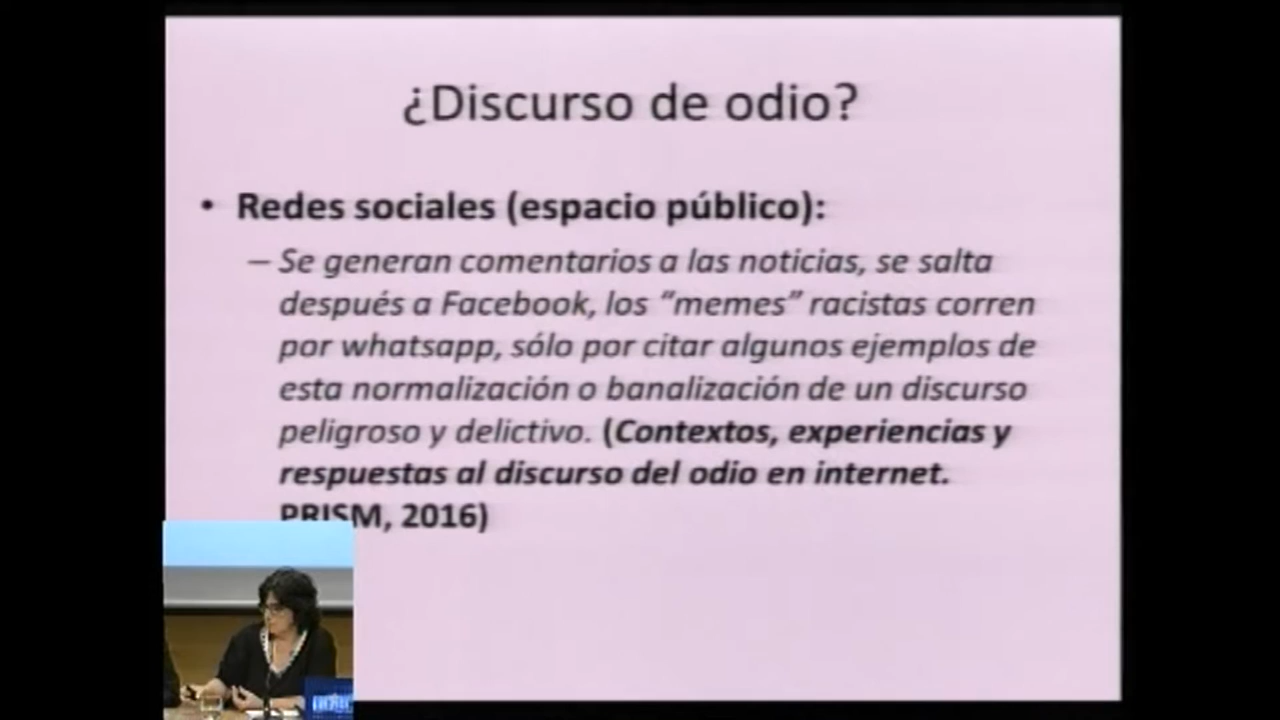 ¿Discurso de odio?
• Redes sociales (espacio público):
– Se generan comentarios a las noticias, se salta
después a Facebook, los “memes” racistas corren
por whatsapp, sólo por citar algunos ejemplos de
esta normalización o banalización de un discurso
peligroso y delictivo. (Contextos, experiencias y
respuestas al discurso del odio en internet.
PRISM, 2016)